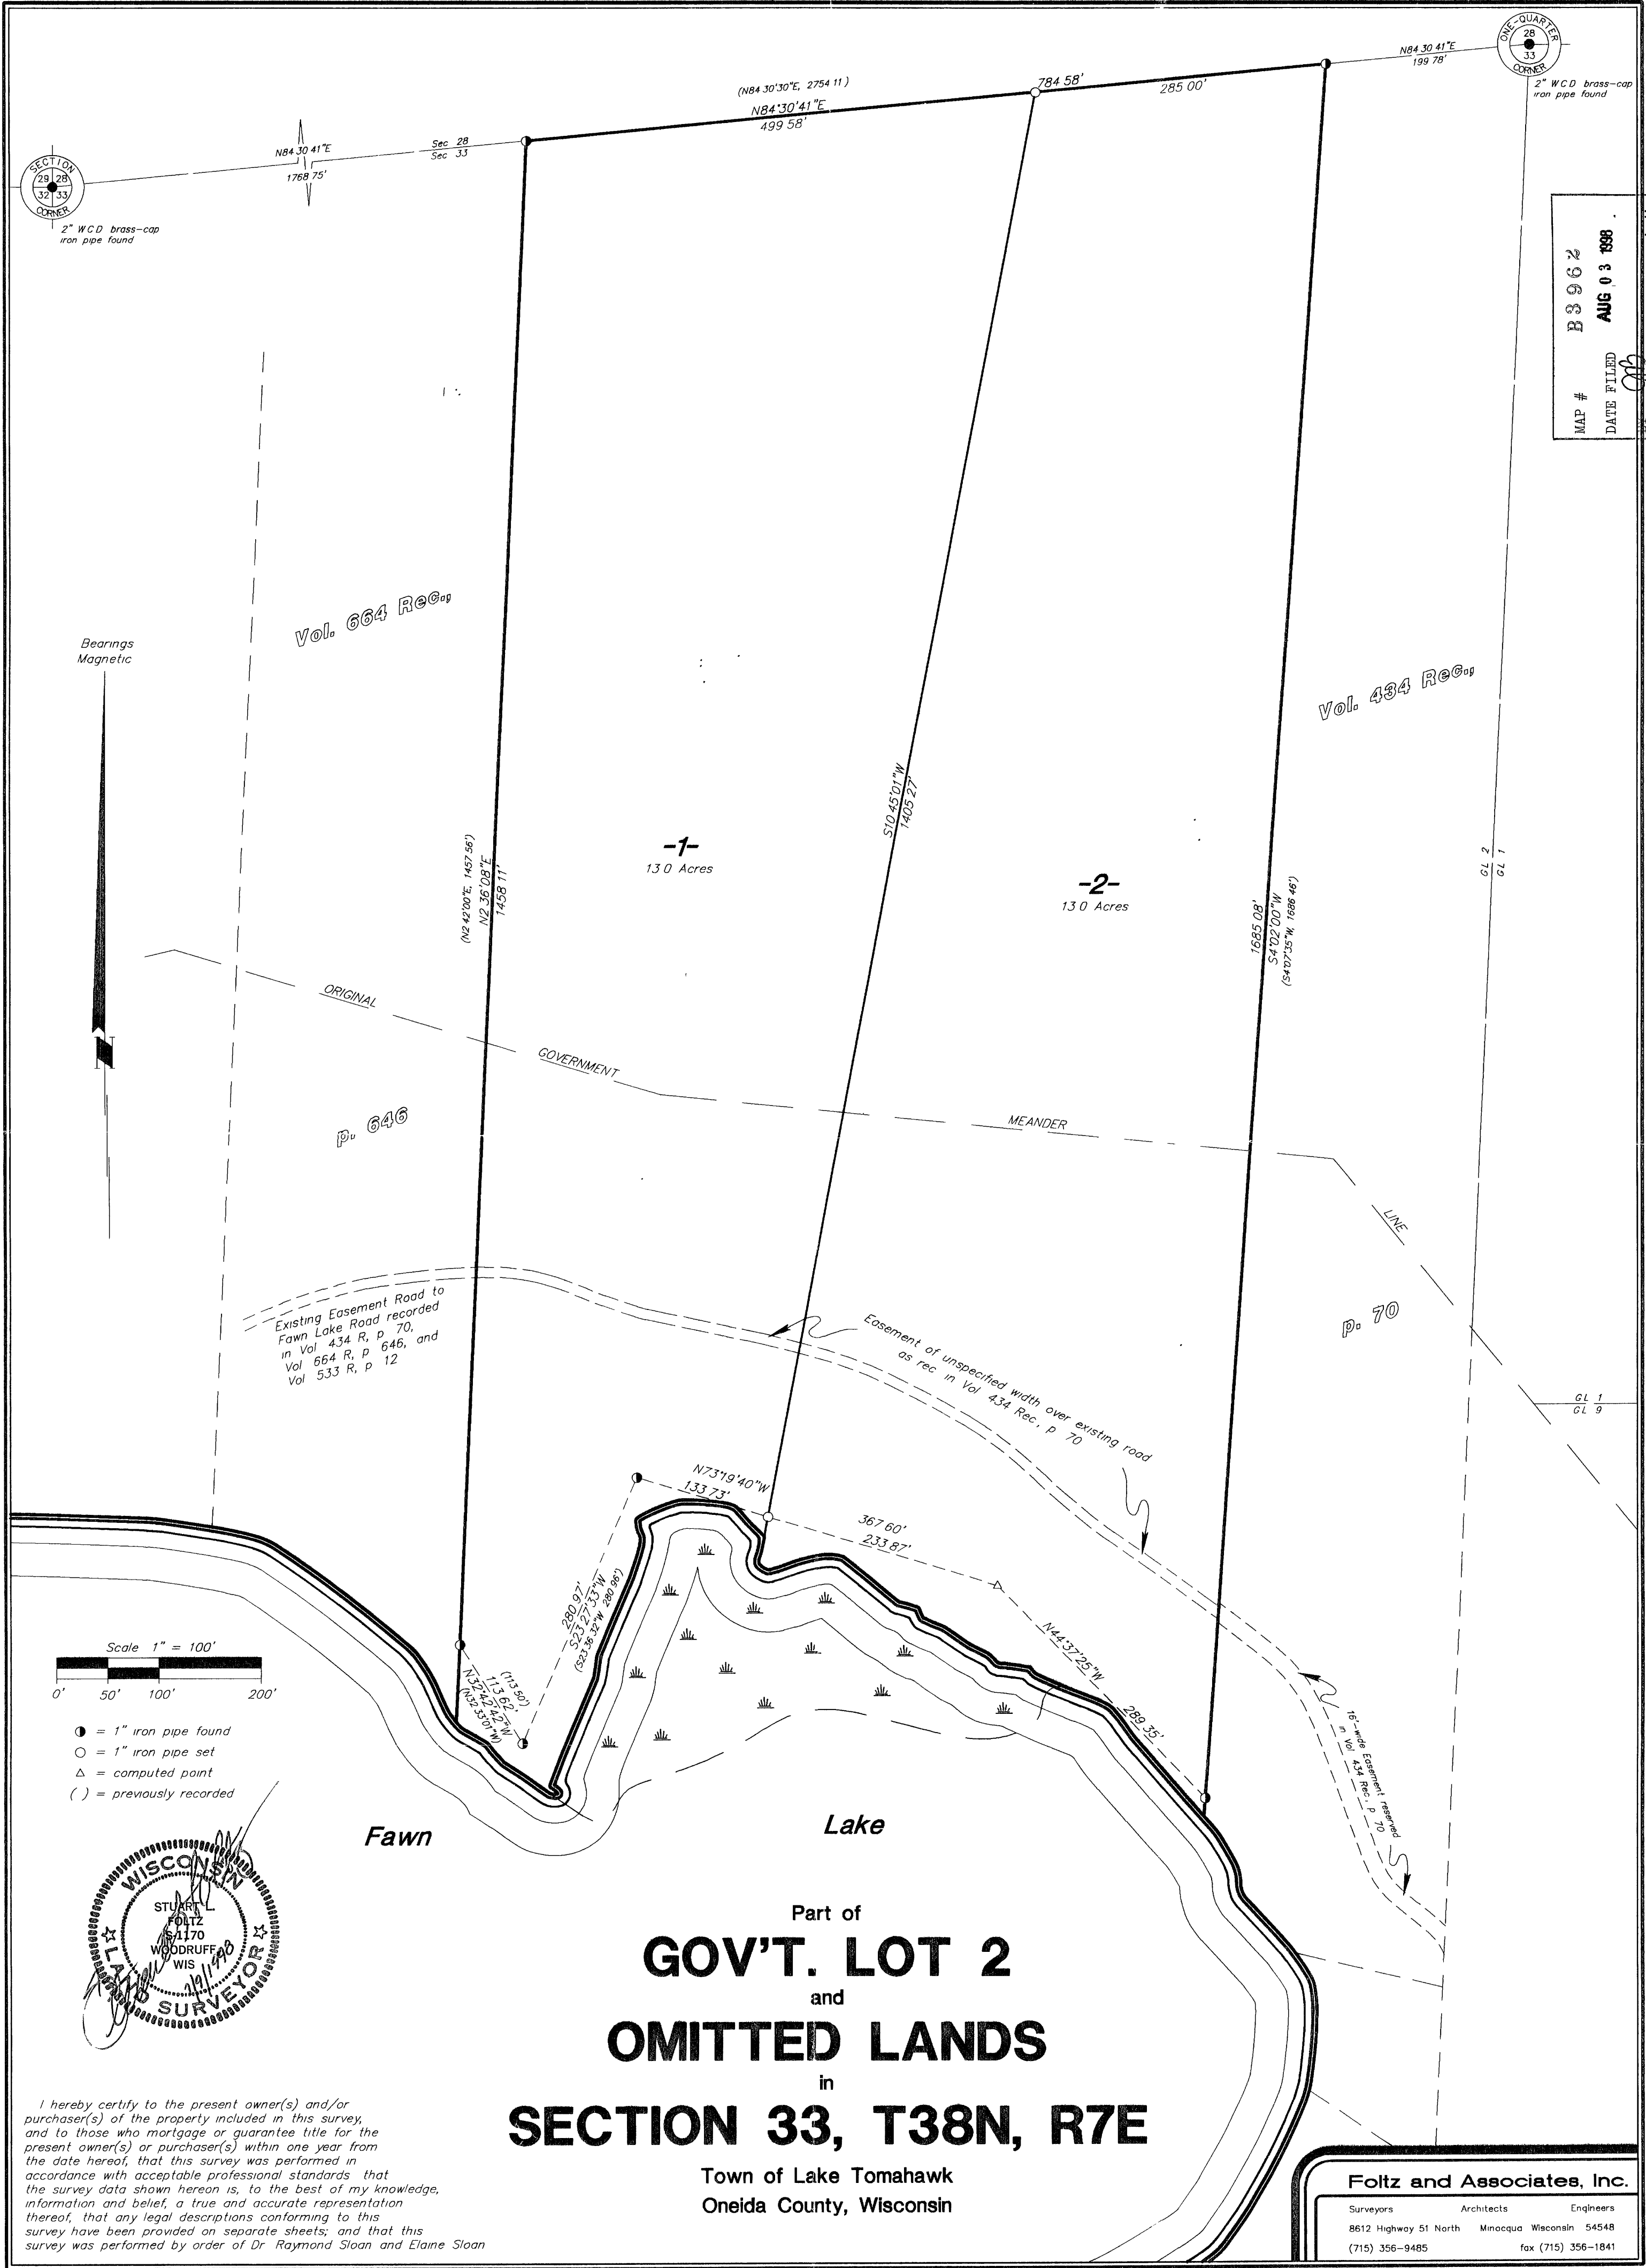 ONE-QUARTER
28
33
CORNER
2" WCD brass-cap
iron pipe found
N84 30 41"E
199 78'
(N84 30'30"E, 2754 11)
784 58'
285 00'
N84°30'41"E
499 58'
Sec 28
Sec 33
N84 30 41"E
1768 75'
SECTION
29 28
32 33
CORNER
2" WCD brass-cap
iron pipe found
MAP # B3962
DATE FILED AUG 03 1998
Vol. 664 Rec.,
Bearings
Magnetic
N
Vol. 434 Rec.,
(N2 42'00"E, 1457 56')
N2 36'08"E
1458 11'
-1-
13 0 Acres
S10 45'01"W
1405 27'
-2-
13 0 Acres
1685 08'
S4°02'00"W
(S4°07'35"W, 1686 46')
GL 2
GL 1
ORIGINAL
GOVERNMENT
MEANDER
LINE
p. 646
p. 70
GL 1
GL 9
Existing Easement Road to
Fawn Lake Road recorded
in Vol 434 R, p 70,
Vol 664 R, p 646, and
Vol 533 R, p 12
Easement of unspecified width over existing road
as rec in Vol 434 Rec, p 70
N73°19'40"W
133 73'
367 60'
233 87'
280 97'
S23°27'33"W
(S23 36 32"W 280 96')
(113 50')
113 62'
N32°42'42"W
(N32 33'01"W)
N44°37'25"W
289 35'
16'-wide Easement reserved
in Vol 434 Rec, p 70
Scale 1" = 100'
0' 50' 100' 200'
= 1" iron pipe found
= 1" iron pipe set
△ = computed point
( ) = previously recorded
Fawn
Lake
WISCONSIN
STUART L.
FOLTZ
S-1170
WOODRUFF,
WIS
LAND SURVEYOR
Part of
GOV'T. LOT 2
and
OMITTED LANDS
in
SECTION 33, T38N, R7E
Town of Lake Tomahawk
Oneida County, Wisconsin
I hereby certify to the present owner(s) and/or
purchaser(s) of the property included in this survey,
and to those who mortgage or guarantee title for the
present owner(s) or purchaser(s) within one year from
the date hereof, that this survey was performed in
accordance with acceptable professional standards that
the survey data shown hereon is, to the best of my knowledge,
information and belief, a true and accurate representation
thereof, that any legal descriptions conforming to this
survey have been provided on separate sheets; and that this
survey was performed by order of Dr Raymond Sloan and Elaine Sloan
Foltz and Associates, Inc.
Surveyors Architects Engineers
8612 Highway 51 North Minocqua Wisconsin 54548
(715) 356-9485 fax (715) 356-1841